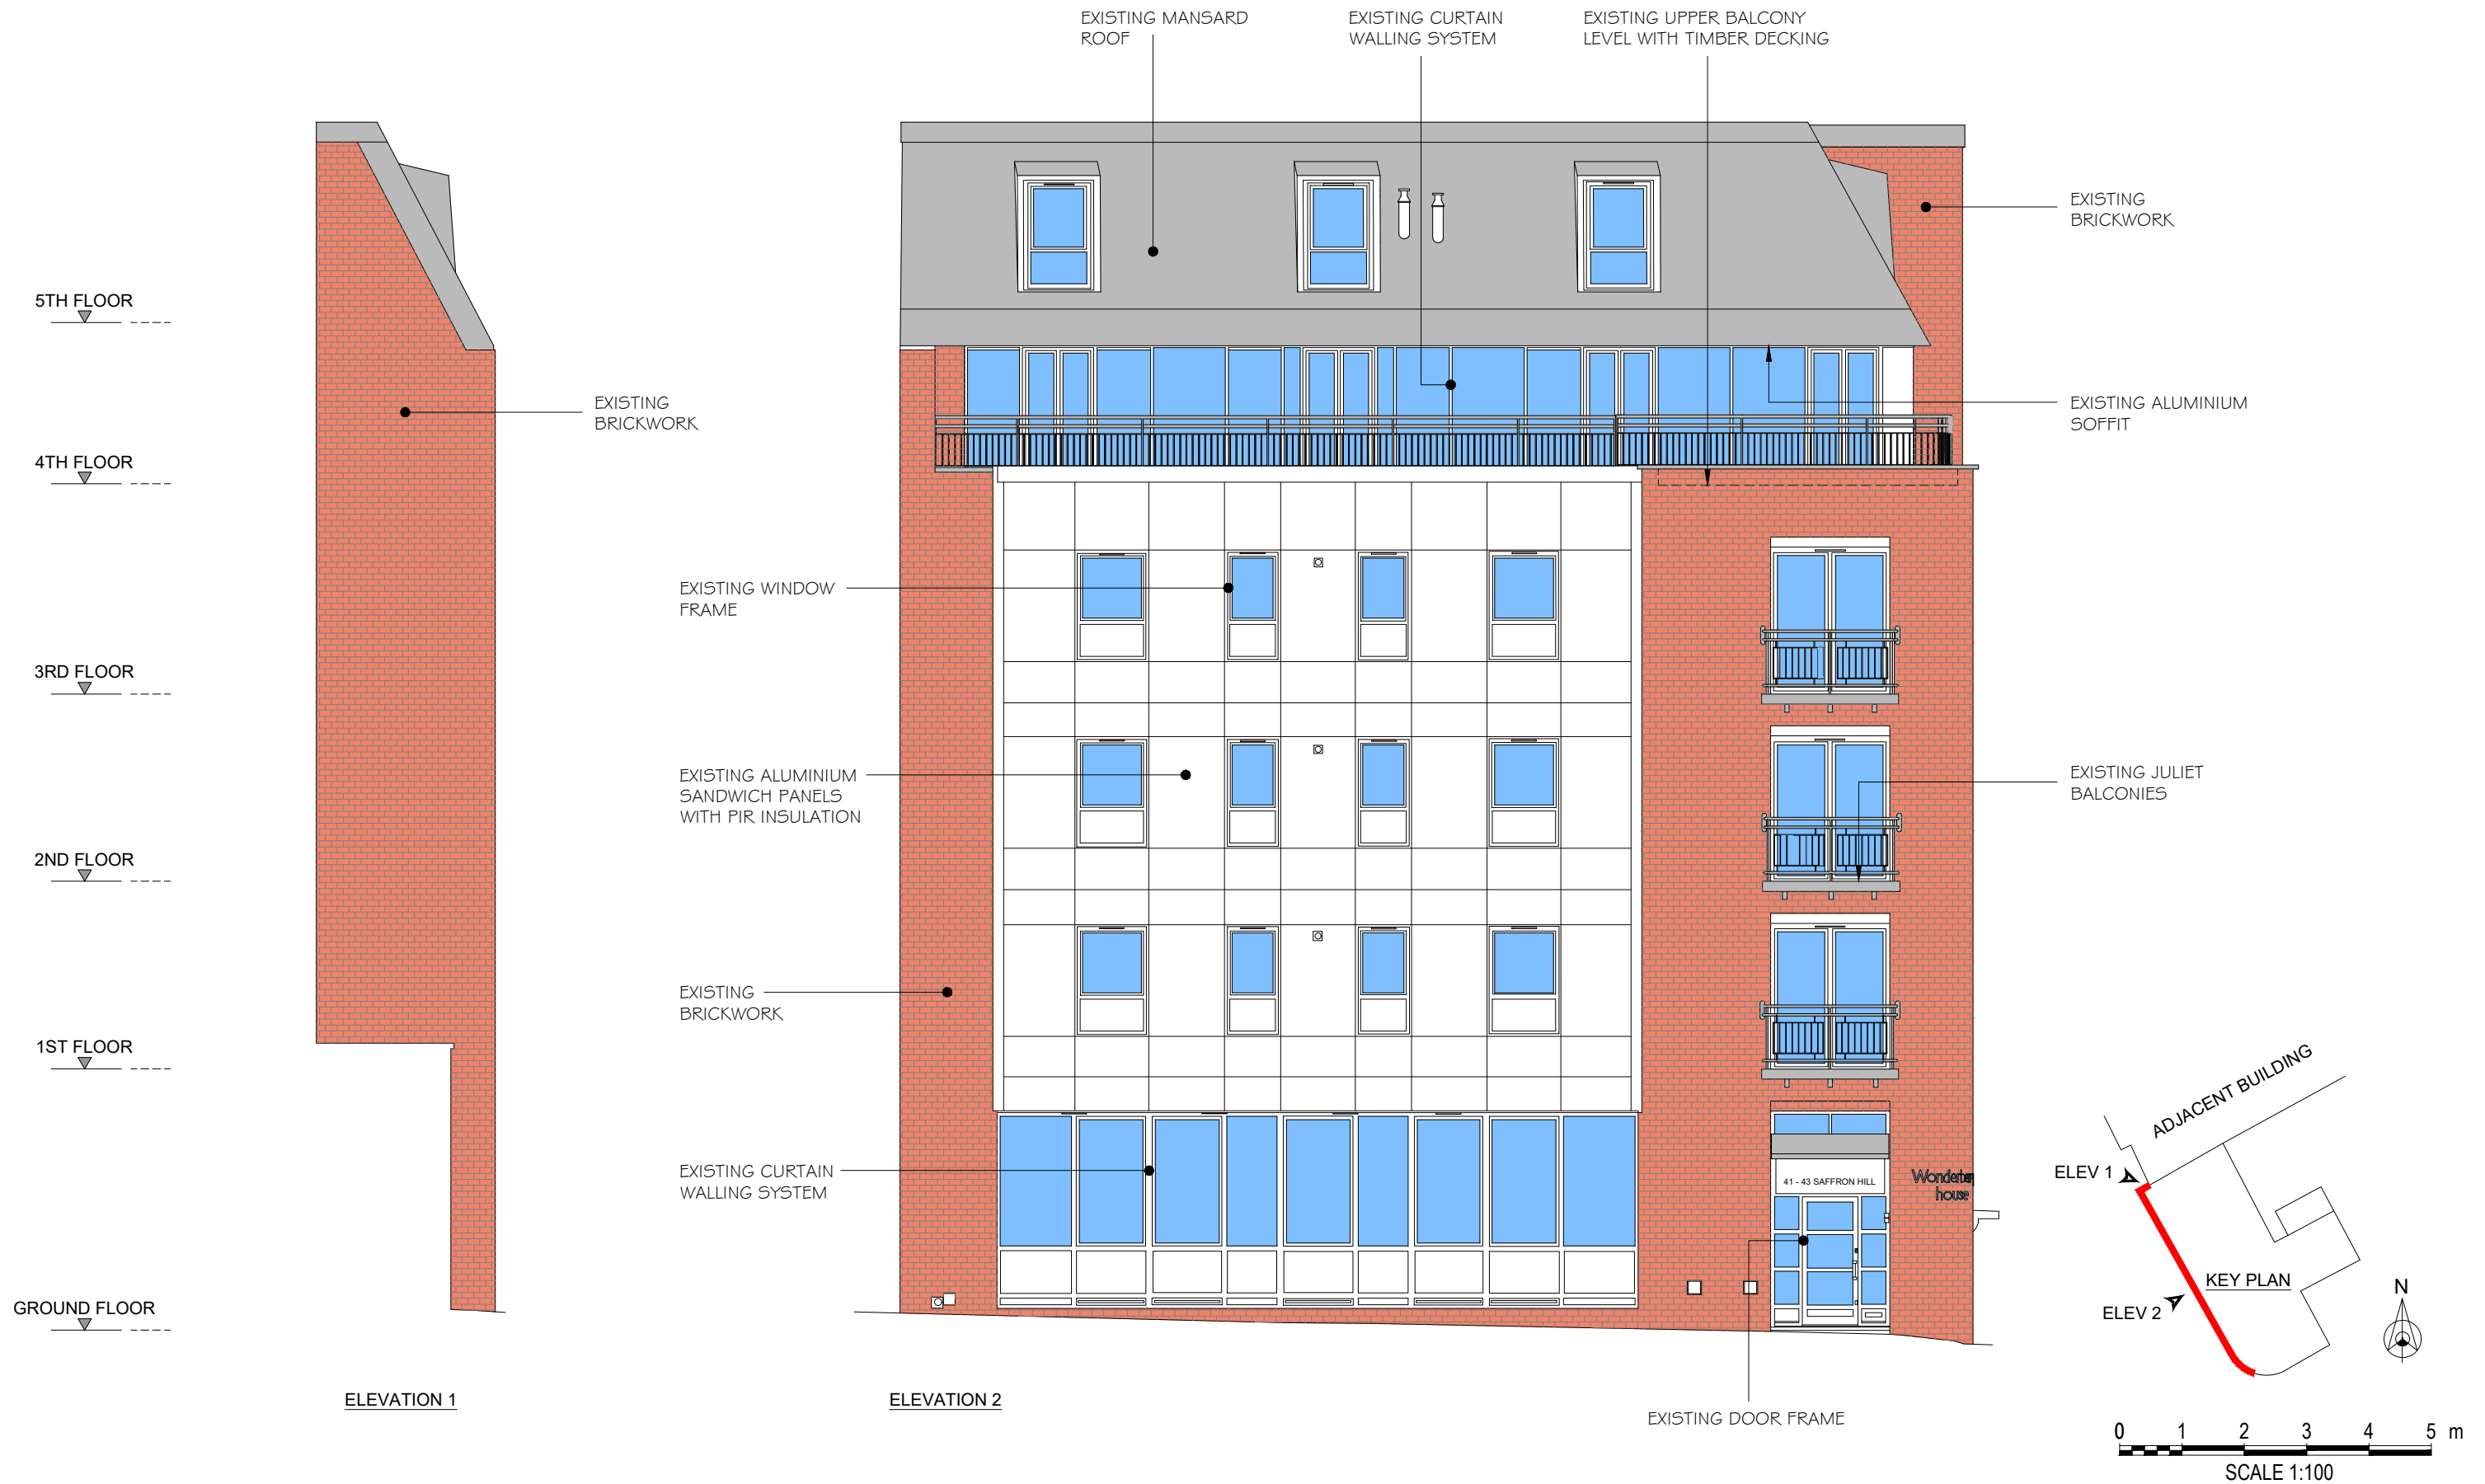 EXISTING MANSARD
ROOF
EXISTING CURTAIN
WALLING SYSTEM
EXISTING UPPER BALCONY
LEVEL WITH TIMBER DECKING
EXISTING
BRICKWORK
5TH FLOOR
EXISTING
BRICKWORK
EXISTING ALUMINIUM
SOFFIT
4TH FLOOR
EXISTING WINDOW
FRAME
3RD FLOOR
EXISTING ALUMINIUM
SANDWICH PANELS
WITH PIR INSULATION
EXISTING JULIET
BALCONIES
2ND FLOOR
EXISTING
BRICKWORK
1ST FLOOR
ADJACENT BUILDING
EXISTING CURTAIN
WALLING SYSTEM
41 - 43 SAFFRON HILL
house
ELEV 1
KEY PLAN
N
ELEV 2
GROUND FLOOR
ELEVATION 1
ELEVATION 2
EXISTING DOOR FRAME
0 1 2 3 4 5 m
SCALE 1:100